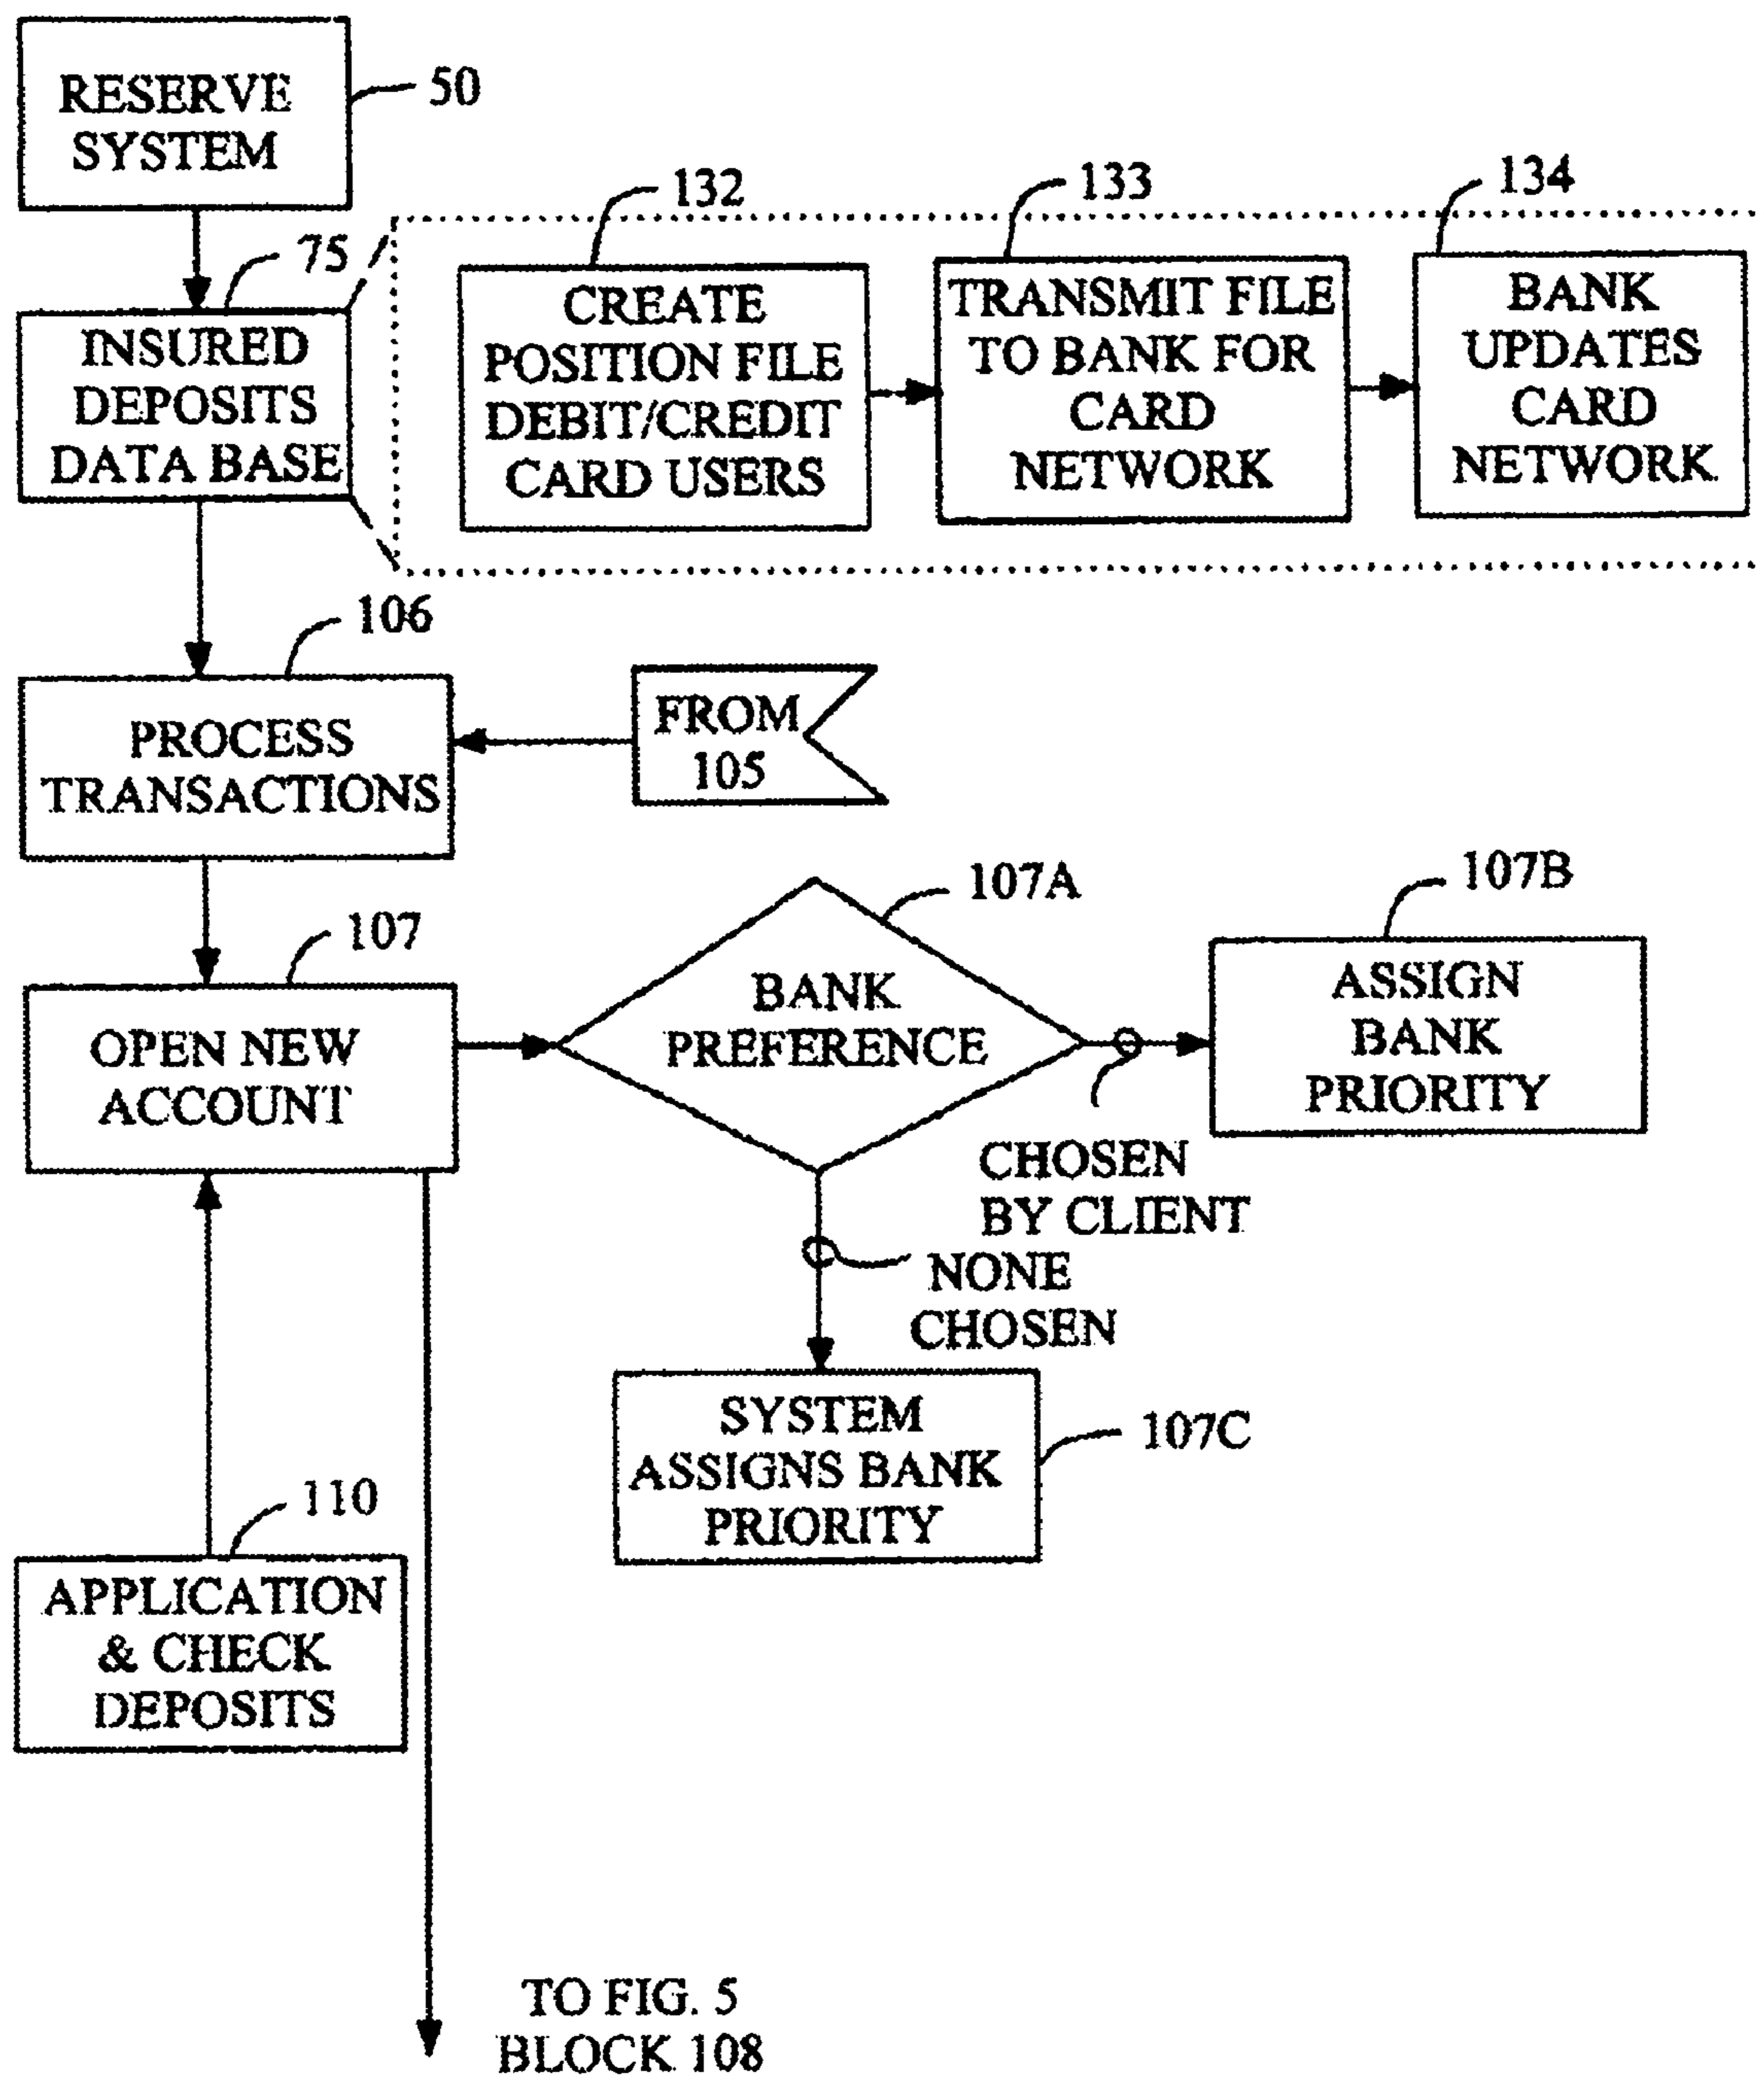 RESERVE
SYSTEM
50
75
INSURED
DEPOSITS
DATA BASE
132
CREATE
POSITION FILE
DEBIT/CREDIT
CARD USERS
133
TRANSMIT FILE
TO BANK FOR
CARD
NETWORK
134
BANK
UPDATES
CARD
NETWORK
106
PROCESS
TRANSACTIONS
FROM
105
107
OPEN NEW
ACCOUNT
107A
BANK
PREFERENCE
107B
ASSIGN
BANK
PRIORITY
CHOSEN
BY CLIENT
NONE
CHOSEN
SYSTEM
ASSIGNS BANK
PRIORITY
107C
110
APPLICATION
& CHECK
DEPOSITS
TO FIG. 5
BLOCK 108